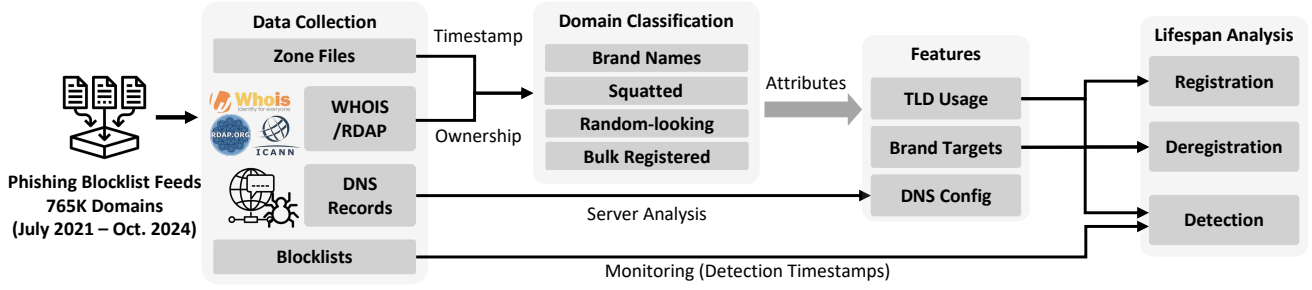 Phishing Blocklist Feeds
765K Domains
(July 2021 – Oct. 2024)
Data Collection
Zone Files
Whois
Identity for everyone
RDAP.ORG
ICANN
WHOIS
/RDAP
DNS
Records
Blocklists
Timestamp
Ownership
Domain Classification
Brand Names
Squatted
Random-looking
Bulk Registered
Attributes
Server Analysis
Monitoring (Detection Timestamps)
Features
TLD Usage
Brand Targets
DNS Config
Lifespan Analysis
Registration
Deregistration
Detection